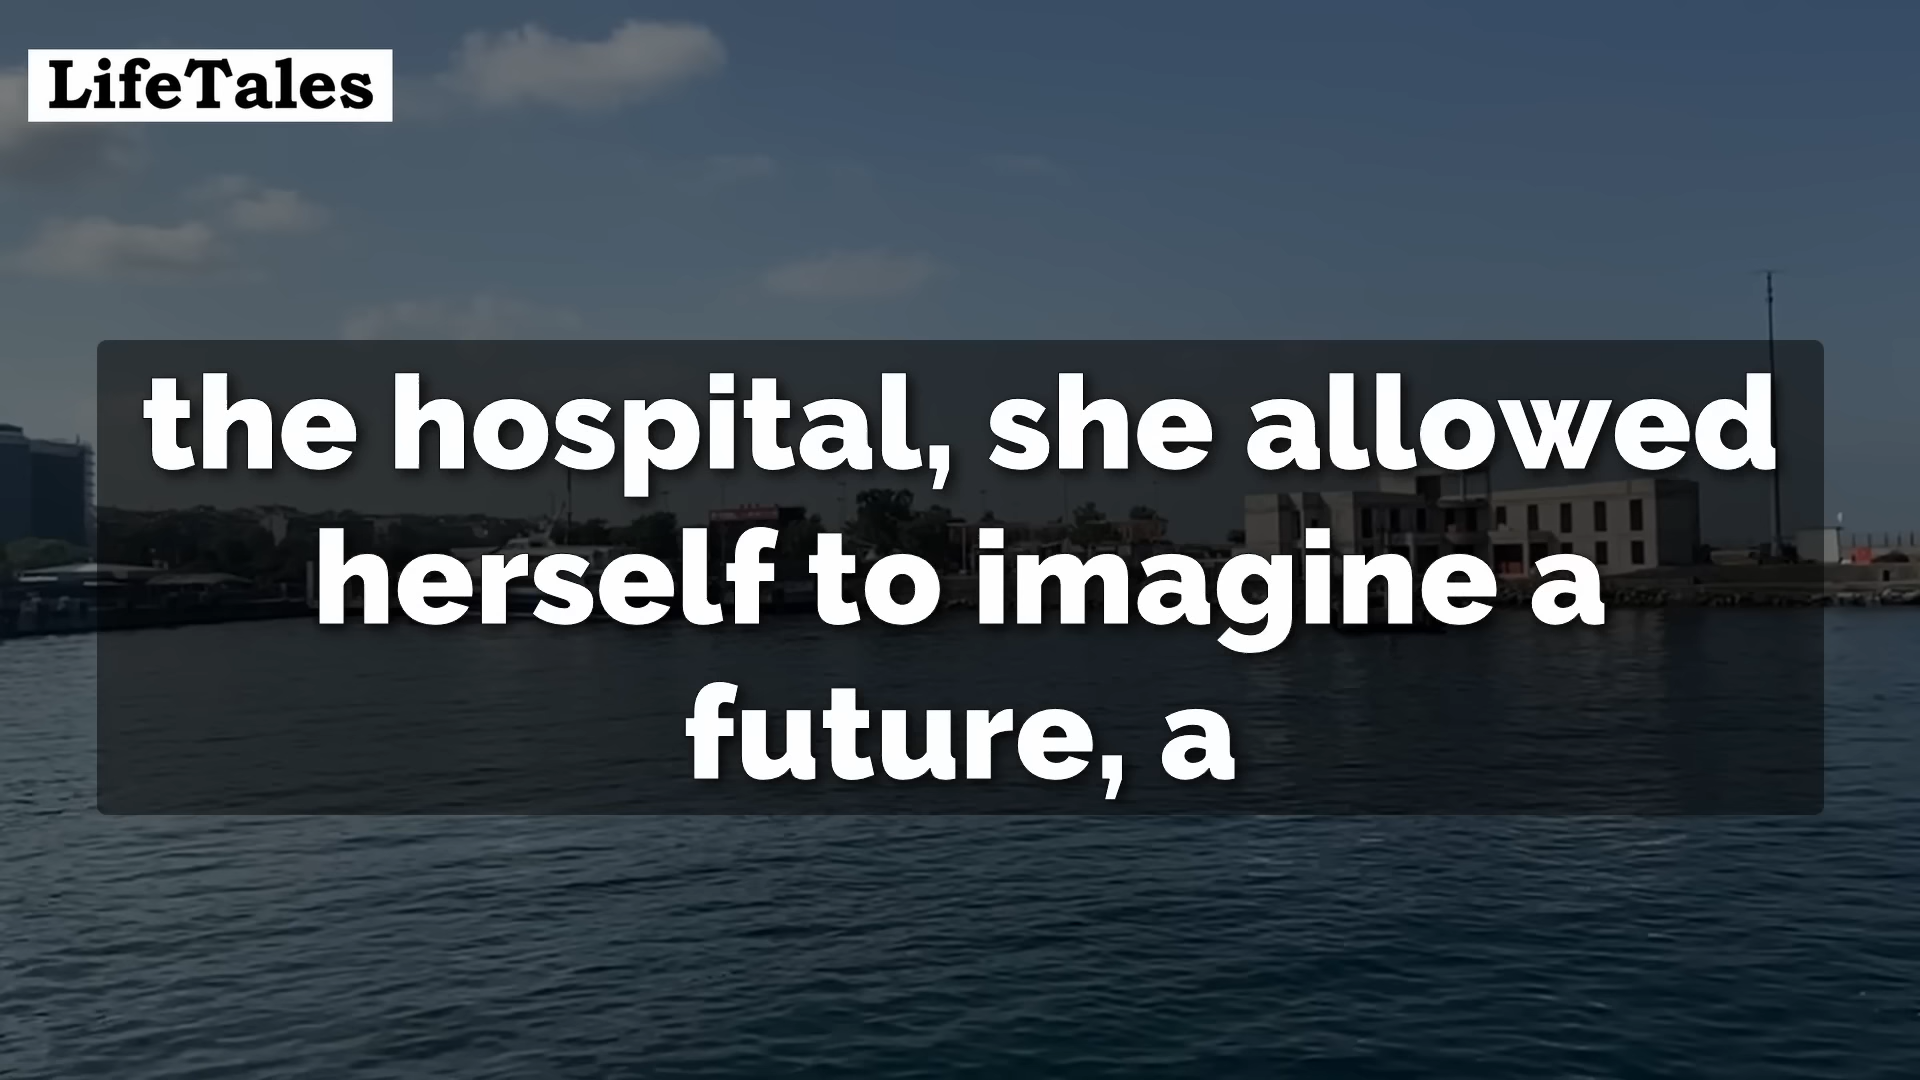 LifeTales
the hospital, she allowed
herself to imagine a
future, a